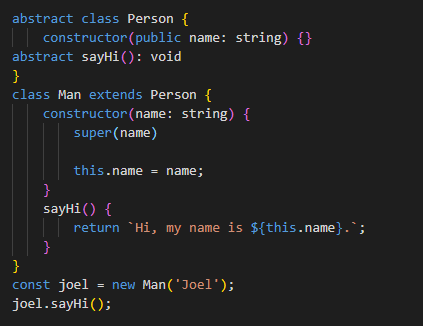 abstract class Person {
constructor(public name: string) {}
abstract sayHi(): void
}
class Man extends Person {
constructor(name: string) {
super(name)
this.name = name;
}
sayHi() {
return `Hi, my name is ${this.name}.`;
}
}
const joel = new Man('Joel');
joel.sayHi();